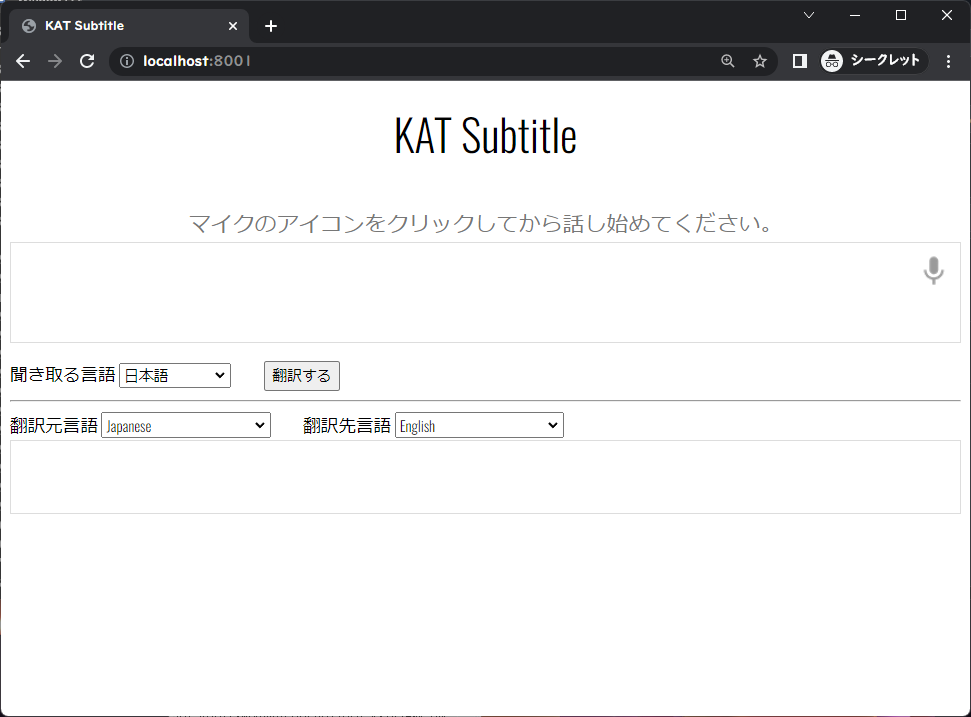 KAT Subtitle
localhost:8001
シークレット
KAT Subtitle
マイクのアイコンをクリックしてから話し始めてください。
聞き取る言語 日本語 翻訳する
翻訳元言語 Japanese 翻訳先言語 English